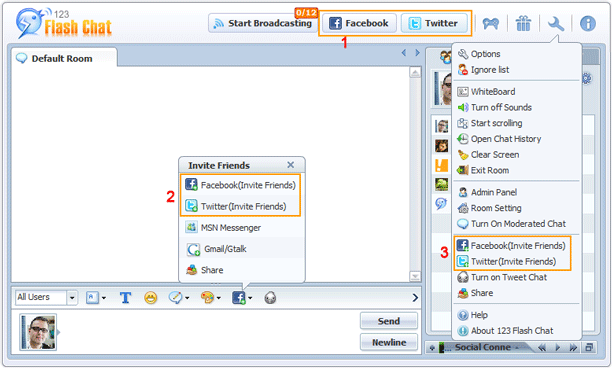 123
Flash Chat
Start Broadcasting
0/12
Facebook
Twitter
1
Default Room
Options
Ignore list
WhiteBoard
Turn off Sounds
Start scrolling
Open Chat History
Clear Screen
Exit Room
Admin Panel
Room Setting
Turn On Moderated Chat
3
Facebook(Invite Friends)
Twitter(Invite Friends)
Turn on Tweet Chat
Share
Help
About 123 Flash Chat
Invite Friends
2
Facebook(Invite Friends)
Twitter(Invite Friends)
MSN Messenger
Gmail/Gtalk
Share
All Users
Send
Newline
... Social Conne